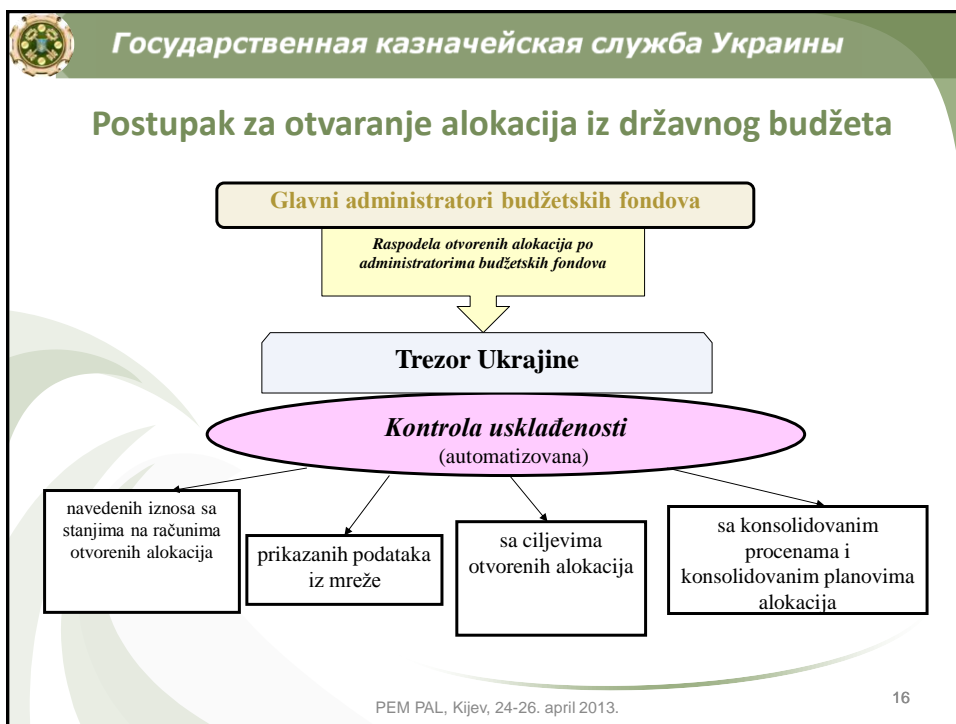 Государственная казначейская служба Украины
Postupak za otvaranje alokacija iz državnog budžeta
Glavni administratori budžetskih fondova
Raspodela otvorenih alokacija po
administratorima budžetskih fondova
Trezor Ukrajine
Kontrola usklađenosti
(automatizovana)
navedenih iznosa sa
stanjima na računima
otvorenih alokacija
prikazanih podataka
iz mreže
sa ciljevima
otvorenih alokacija
sa konsolidovanim
procenama i
konsolidovanim planovima
alokacija
PEM PAL, Kijev, 24-26. april 2013.
16